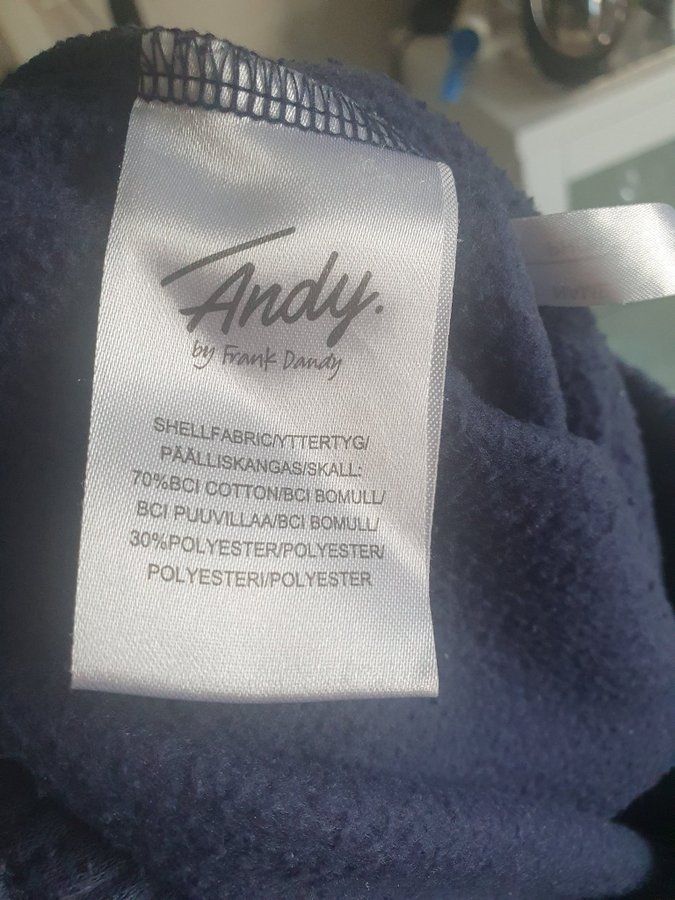 Andy.
by Frank Dandy
SHELLFABRIC/YTTERTYG/
PÄÄLLISKANGAS/SKALL:
70%BCI COTTON/BCI BOMULL/
BCI PUUVILLAA/BCI BOMULL/
30%POLYESTER/POLYESTER/
POLYESTERI/POLYESTER